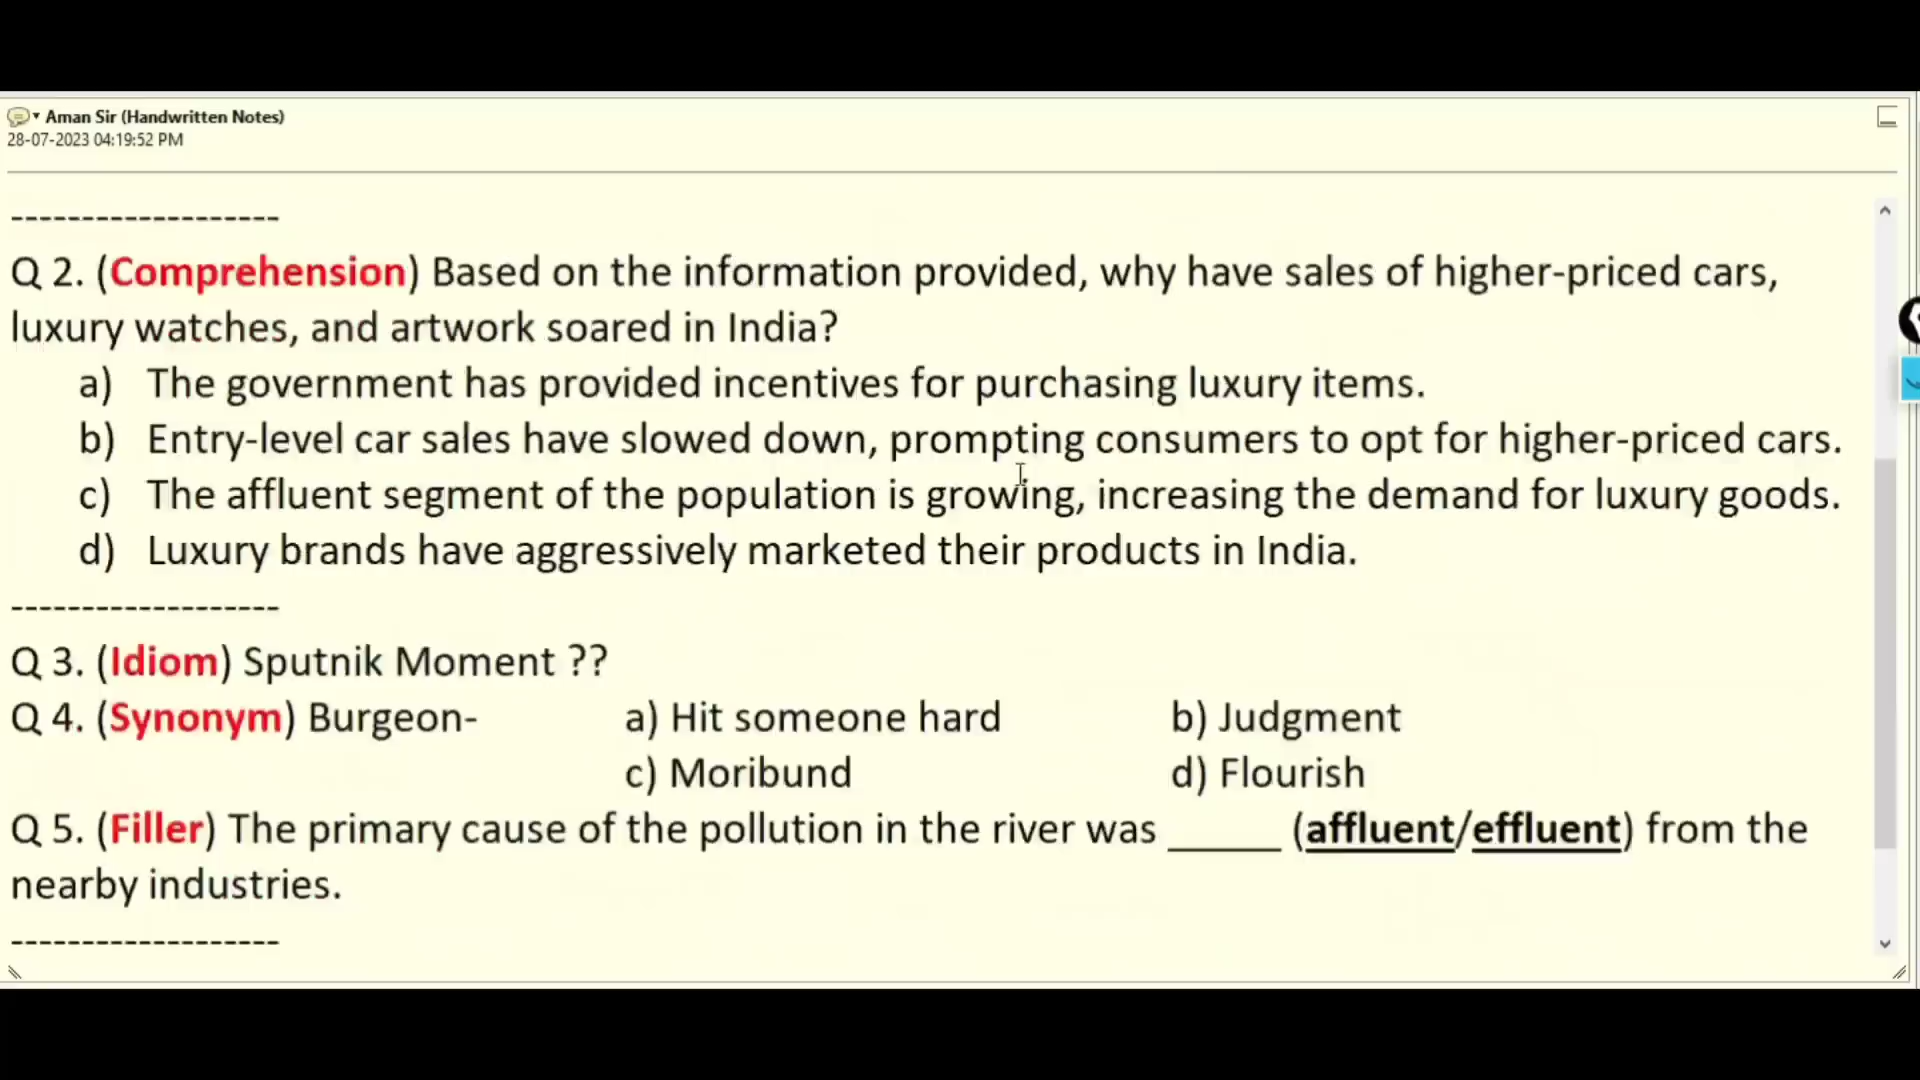 Aman Sir (Handwritten Notes)
28-07-2023 04:19:52 PM
-------------------
Q 2. (Comprehension) Based on the information provided, why have sales of higher-priced cars,
luxury watches, and artwork soared in India?
a) The government has provided incentives for purchasing luxury items.
b) Entry-level car sales have slowed down, prompting consumers to opt for higher-priced cars.
c) The affluent segment of the population is growing, increasing the demand for luxury goods.
d) Luxury brands have aggressively marketed their products in India.
-------------------
Q 3. (Idiom) Sputnik Moment ??
Q 4. (Synonym) Burgeon- a) Hit someone hard b) Judgment
c) Moribund d) Flourish
Q 5. (Filler) The primary cause of the pollution in the river was ______ (affluent/effluent) from the
nearby industries.
-------------------